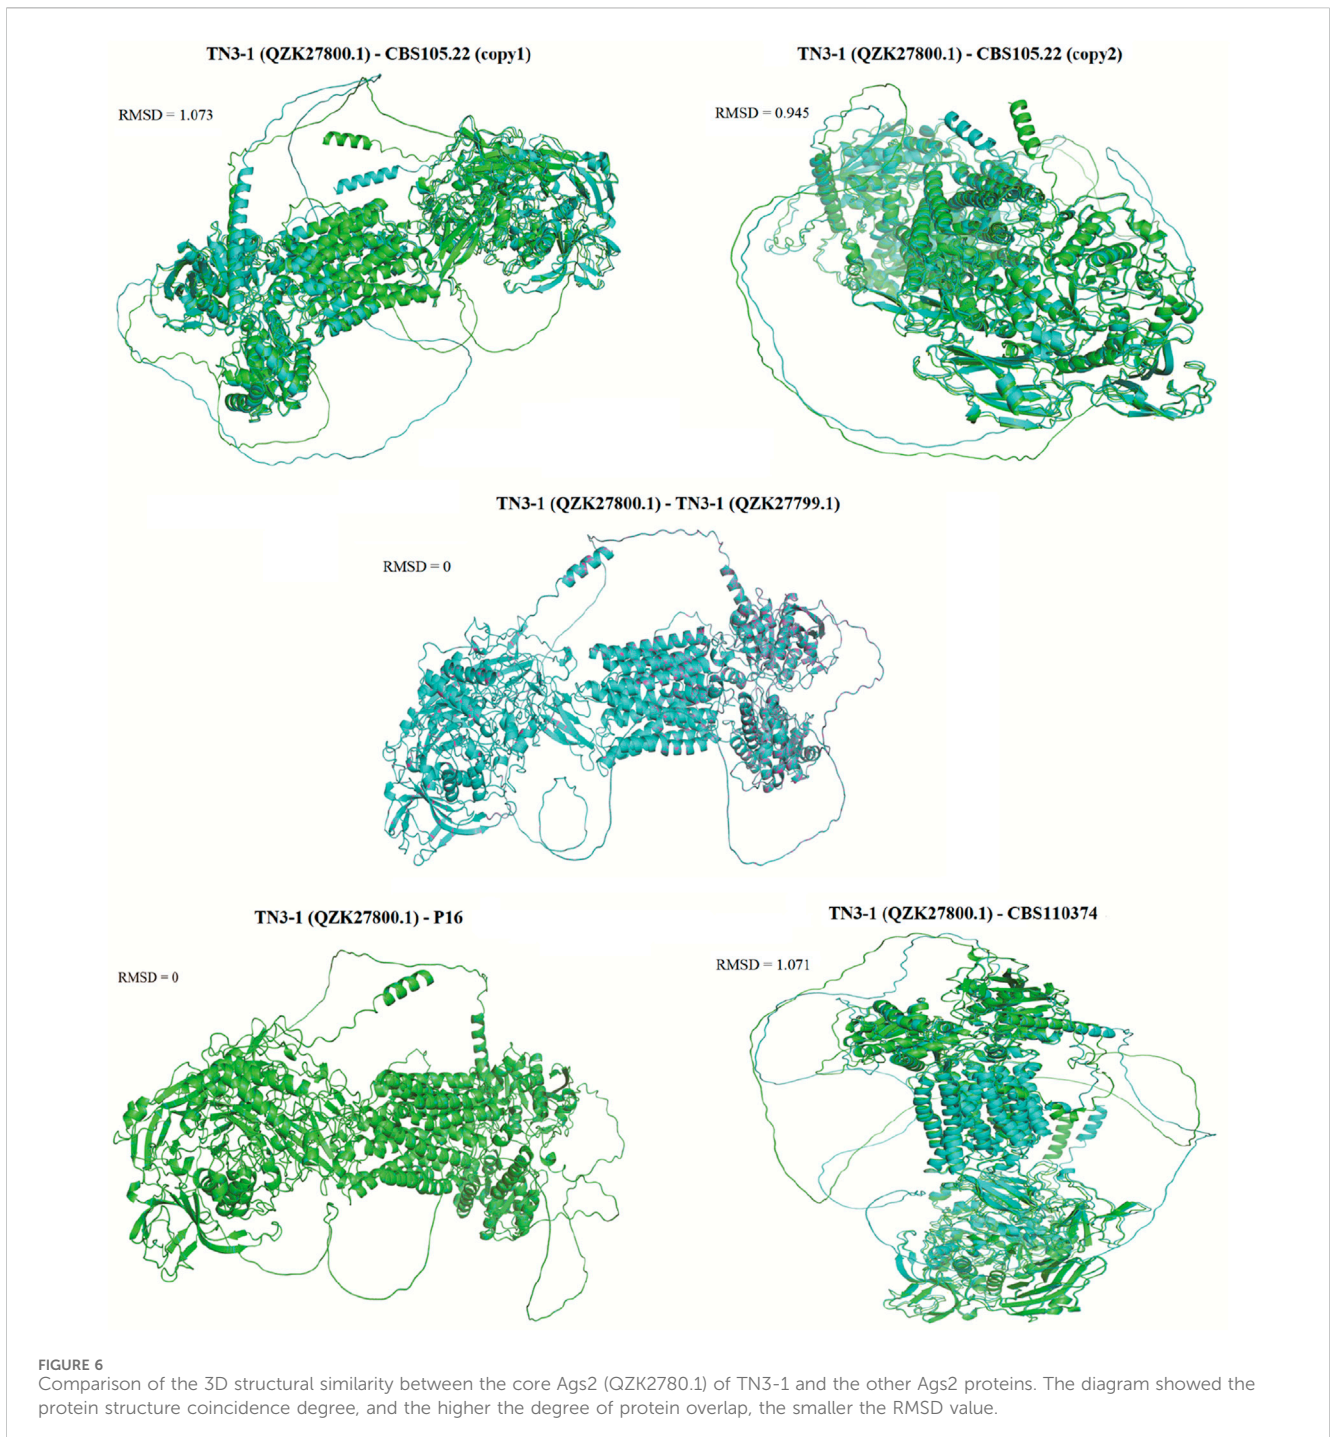 TN3-1 (QZK27800.1) - CBS105.22 (copy1)
TN3-1 (QZK27800.1) - CBS105.22 (copy2)
RMSD = 1.073
RMSD = 0.945
TN3-1 (QZK27800.1) - TN3-1 (QZK27799.1)
RMSD = 0
TN3-1 (QZK27800.1) - P16
TN3-1 (QZK27800.1) - CBS110374
RMSD = 0
RMSD = 1.071
FIGURE 6
Comparison of the 3D structural similarity between the core Ags2 (QZK2780.1) of TN3-1 and the other Ags2 proteins. The diagram showed the
protein structure coincidence degree, and the higher the degree of protein overlap, the smaller the RMSD value.